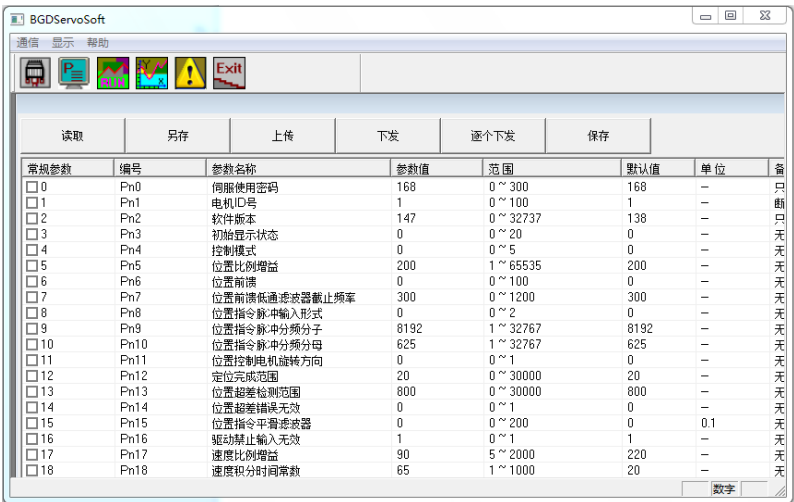 BGDServoSoft
通信 显示 帮助
Exit
读取 另存 上传 下发 逐个下发 保存
常规参数 编号 参数名称 参数值 范围 默认值 单位 备
0 Pn0 伺服使用密码 168 0 ~ 300 168 — 只
1 Pn1 电机ID号 1 0 ~ 100 1 — 断
2 Pn2 软件版本 147 0 ~ 32737 138 — 只
3 Pn3 初始显示状态 0 0 ~ 20 0 — 无
4 Pn4 控制模式 0 0 ~ 5 0 — 无
5 Pn5 位置比例增益 200 1 ~ 65535 200 — 无
6 Pn6 位置前馈 0 0 ~ 100 0 — 无
7 Pn7 位置前馈低通滤波器截止频率 300 0 ~ 1200 300 — 无
8 Pn8 位置指令脉冲输入形式 0 0 ~ 2 0 — 无
9 Pn9 位置指令脉冲分频分子 8192 1 ~ 32767 8192 — 无
10 Pn10 位置指令脉冲分频分母 625 1 ~ 32767 625 — 无
11 Pn11 位置控制电机旋转方向 0 0 ~ 1 0 — 无
12 Pn12 定位完成范围 20 0 ~ 30000 20 — 无
13 Pn13 位置超差检测范围 800 0 ~ 30000 800 — 无
14 Pn14 位置超差错误无效 0 0 ~ 1 0 — 无
15 Pn15 位置指令平滑滤波器 0 0 ~ 200 0 0.1 无
16 Pn16 驱动禁止输入无效 1 0 ~ 1 1 — 无
17 Pn17 速度比例增益 90 5 ~ 2000 220 — 无
18 Pn18 速度积分时间常数 65 1 ~ 1000 20 — 无
数字